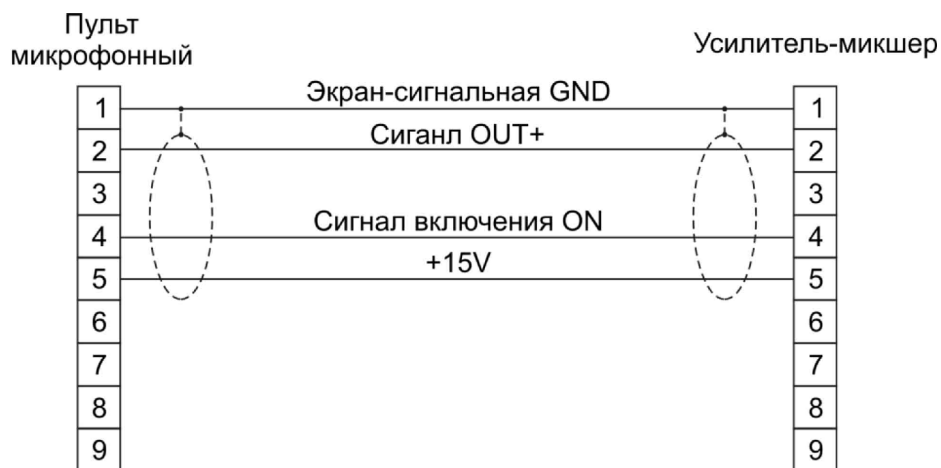 Пульт
микрофонный
Усилитель-микшер
1 Экран-сигнальная GND 1
2 Сиганл OUT+ 2
3 3
4 Сигнал включения ON 4
5 +15V 5
6 6
7 7
8 8
9 9